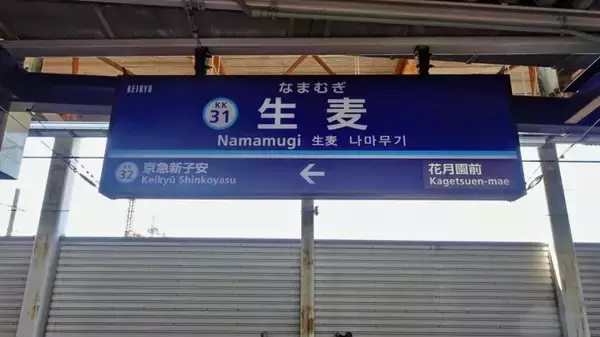 KEIKYU
なまむぎ
KK 31 生麦
Namamugi 生麦 나마무기
KK 32 京急新子安 ← 花月園前
Keikyū Shinkoyasu Kagetsuen-mae